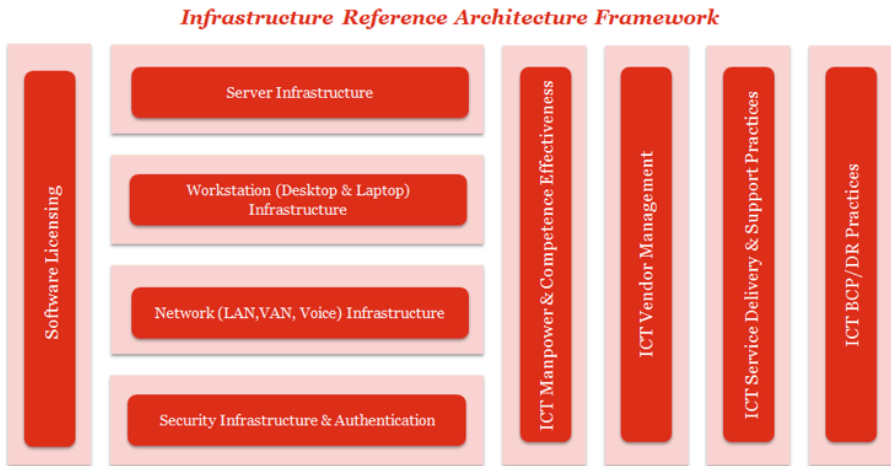 Infrastructure Reference Architecture Framework
Software Licensing
Server Infrastructure
Workstation (Desktop & Laptop)
Infrastructure
Network (LAN,VAN, Voice) Infrastructure
Security Infrastructure & Authentication
ICT Manpower & Competence Effectiveness
ICT Vendor Management
ICT Service Delivery & Support Practices
ICT BCP/DR Practices